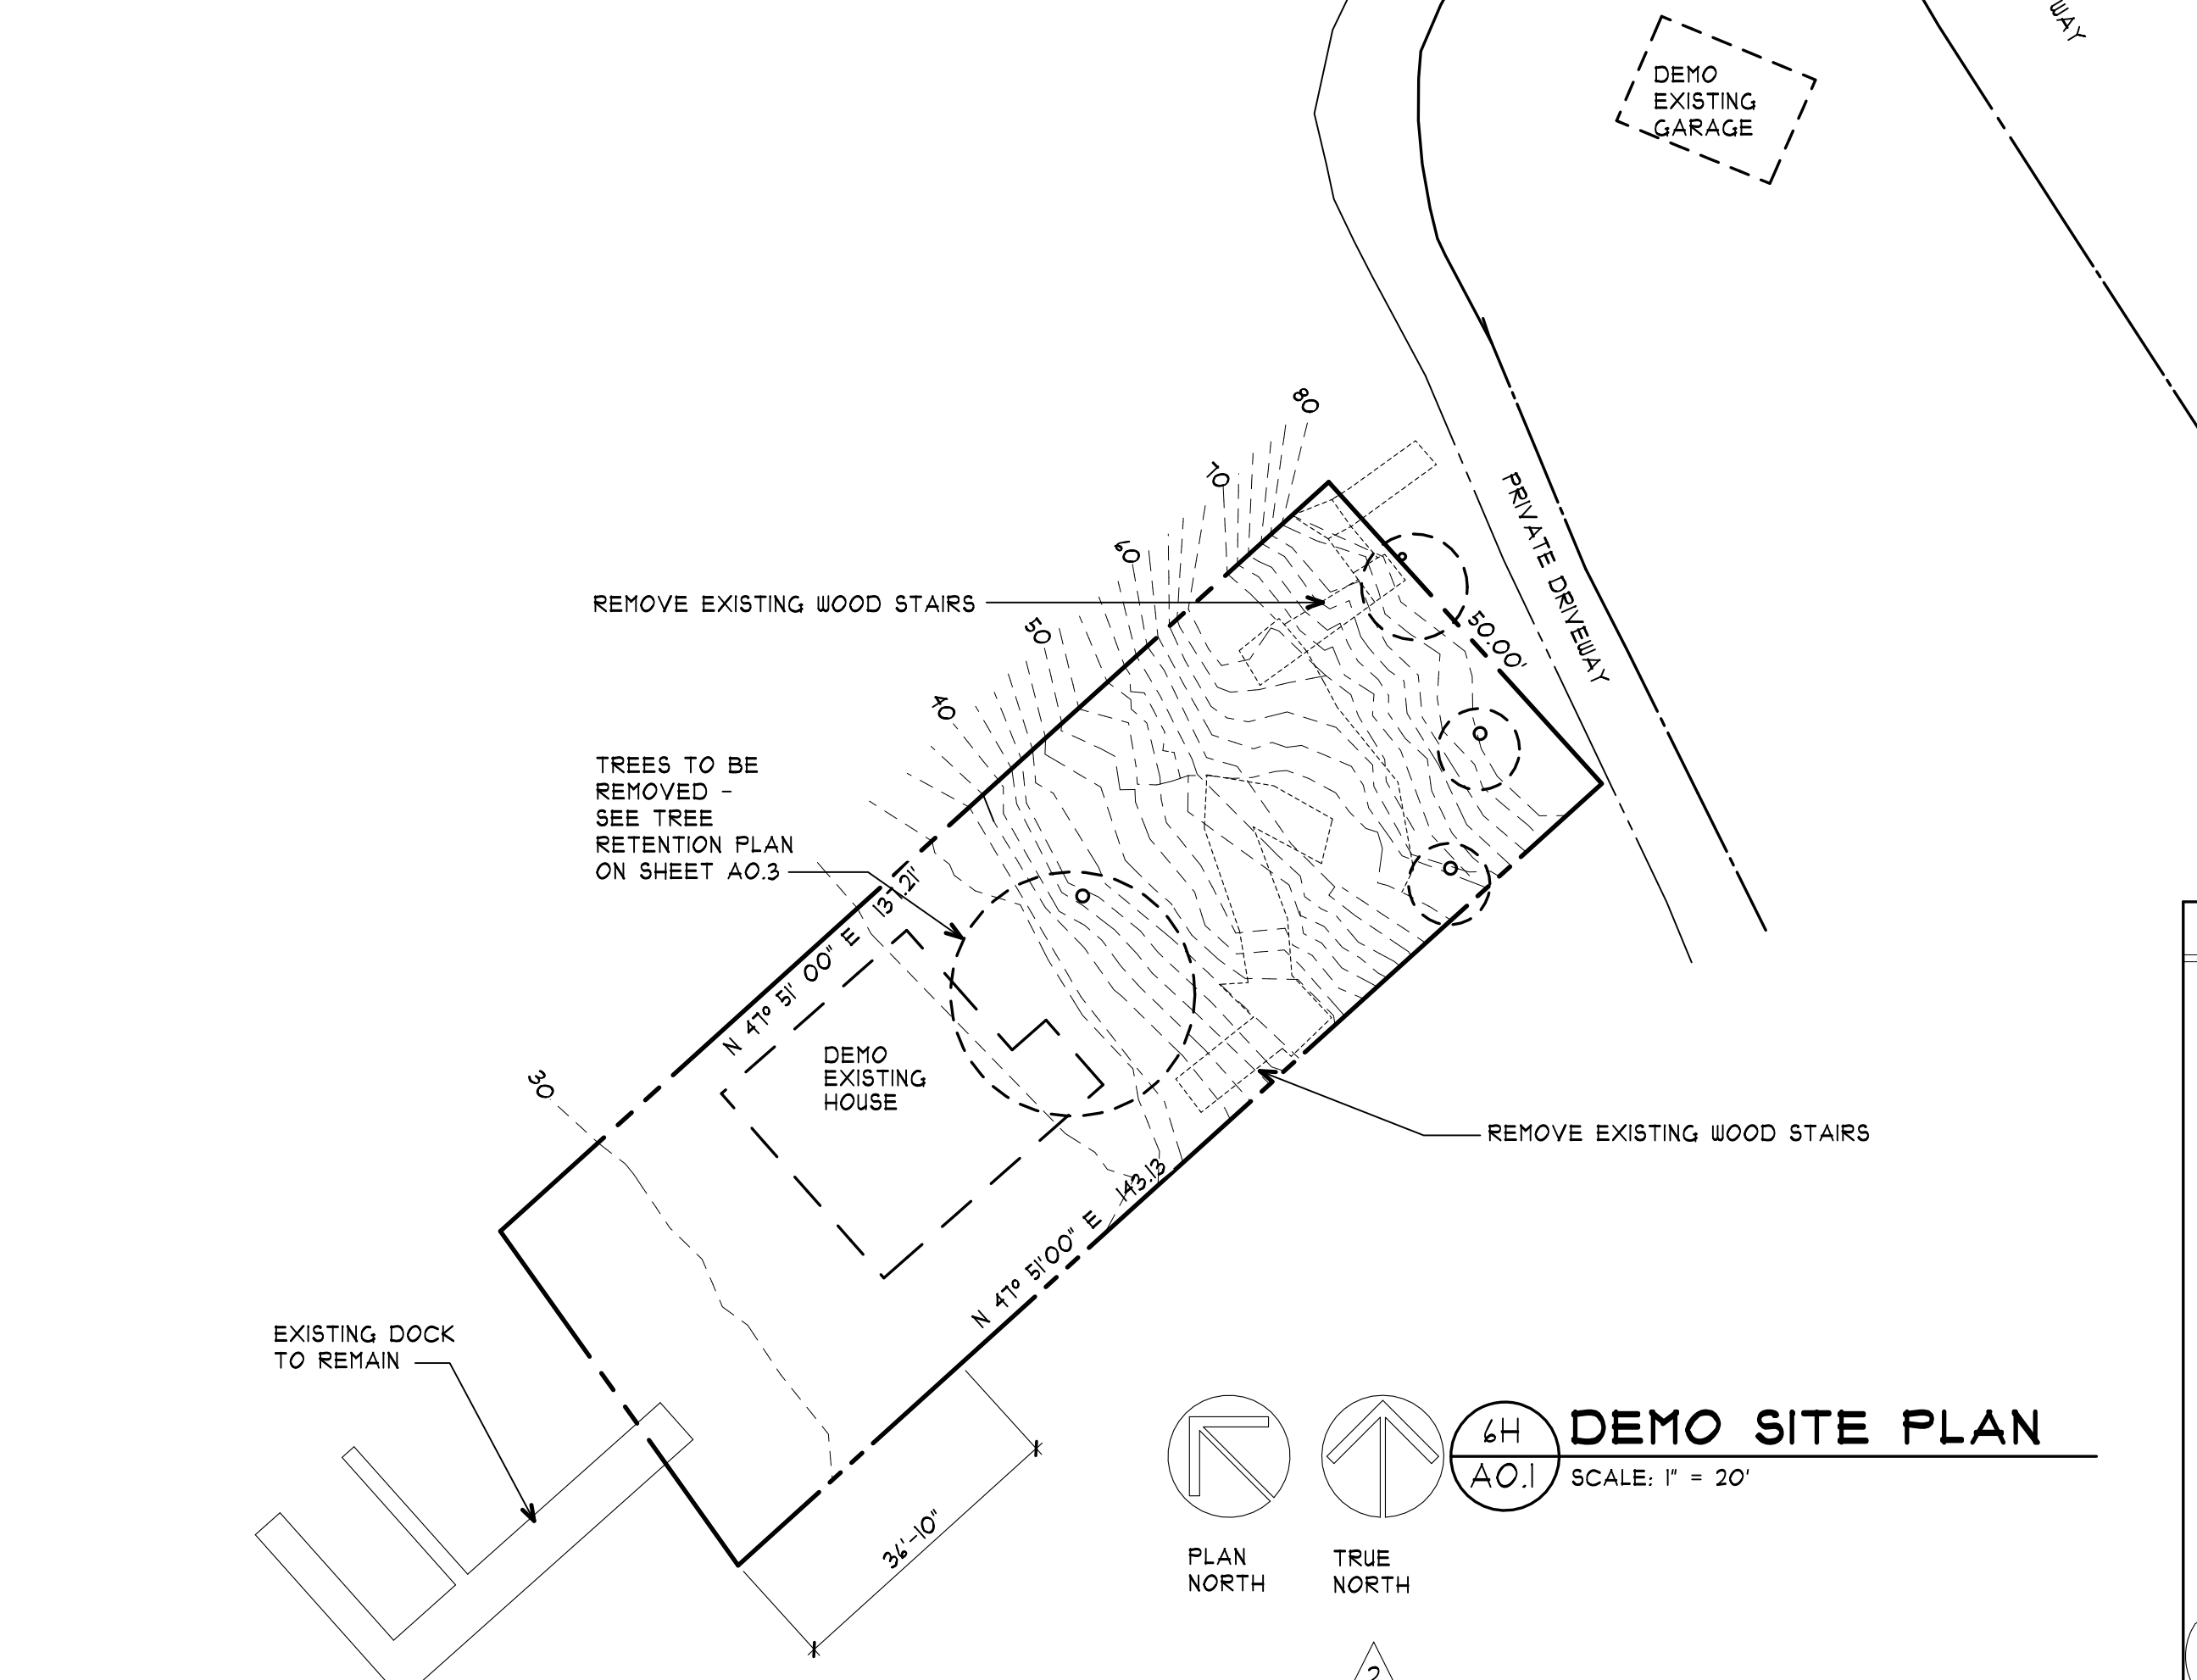 WAY
DEMO
EXISTING
GARAGE
80
70
60
50
40
30
REMOVE EXISTING WOOD STAIRS
PRIVATE DRIVEWAY
50.00'
TREES TO BE
REMOVED -
SEE TREE
RETENTION PLAN
ON SHEET A0.3
N 47° 51' 00" E 137.21'
DEMO
EXISTING
HOUSE
REMOVE EXISTING WOOD STAIRS
N 47° 51'00" E 143.13
EXISTING DOCK
TO REMAIN
36'-10"
PLAN
NORTH
TRUE
NORTH
6H
A0.1
DEMO SITE PLAN
SCALE: 1" = 20'
2